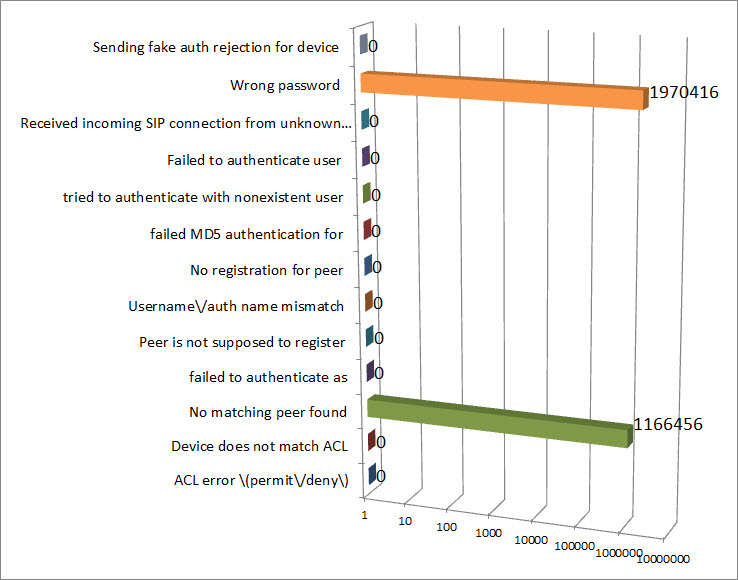 Sending fake auth rejection for device 0
Wrong password 1970416
Received incoming SIP connection from unknown... 0
Failed to authenticate user 0
tried to authenticate with nonexistent user 0
failed MD5 authentication for 0
No registration for peer 0
Username\/auth name mismatch 0
Peer is not supposed to register 0
failed to authenticate as 0
No matching peer found 1166456
Device does not match ACL 0
ACL error \(permit\/deny\) 0
1 10 100 1000 10000 100000 1000000 10000000